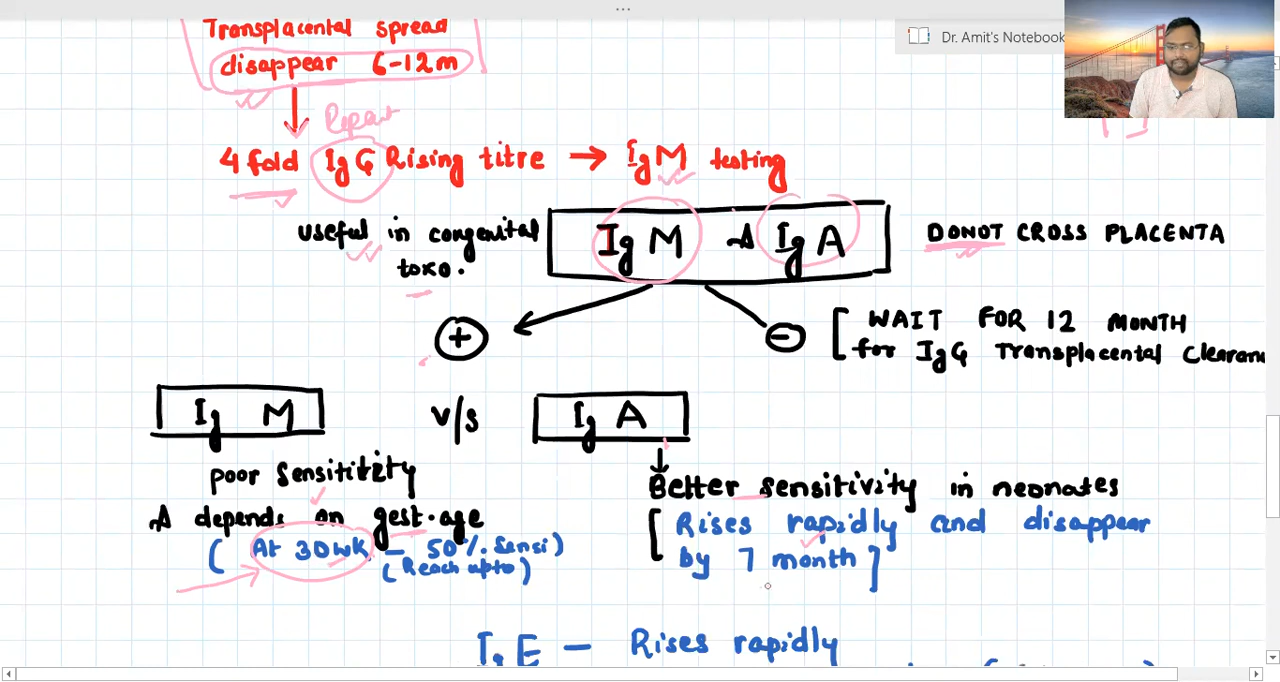 Transplacental spread
disappear 6-12m
Dr. Amit's Notebook
Repeat
4 fold IgG Rising titre → IgM testing
useful in congenital
toxo.
IgM & IgA
DONOT CROSS PLACENTA
+
-
[WAIT FOR 12 MONTH
for IgG Transplacental Clearan
IgM v/s IgA
poor sensitivity
& depends on gest.age
(At 30wk - 50% Sensi)
(Reach upto)
Better sensitivity in neonates
[Rises rapidly and disappear
by 7 month]
IgE - Rises rapidly